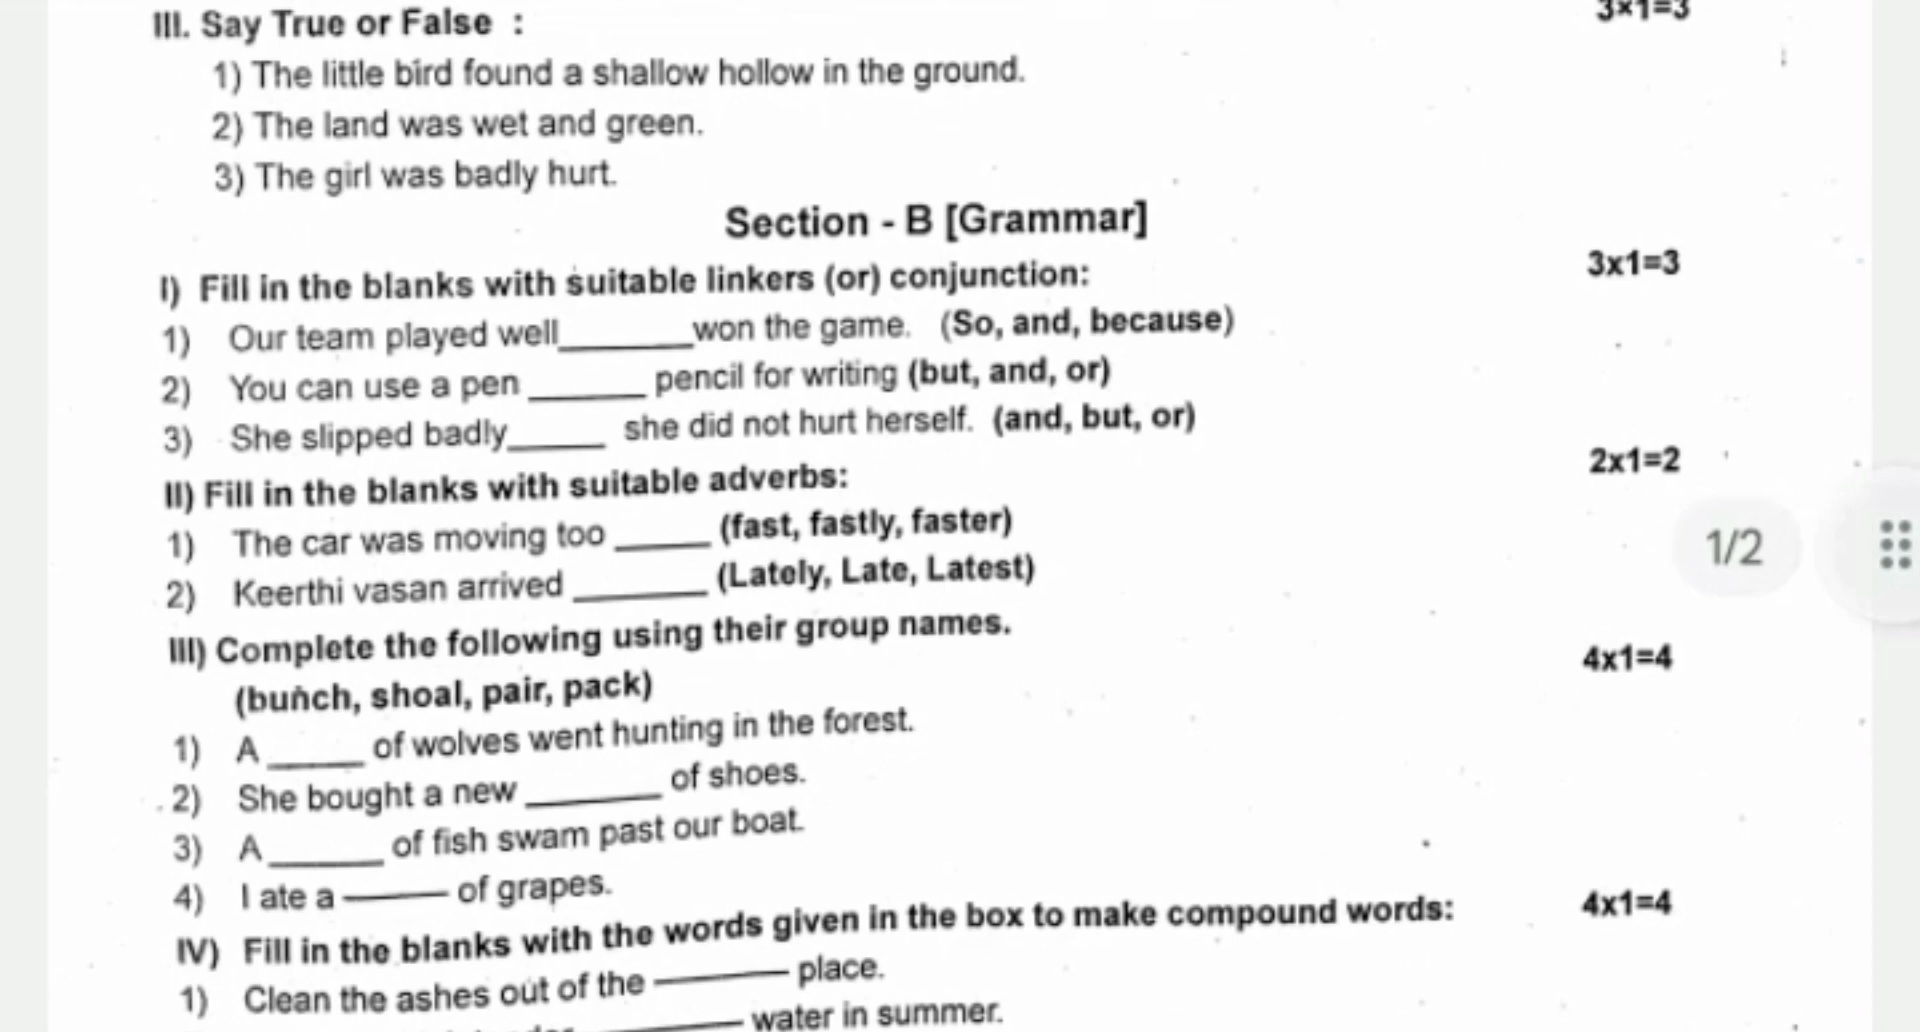 III. Say True or False : 3×1=3
1) The little bird found a shallow hollow in the ground.
2) The land was wet and green.
3) The girl was badly hurt.
Section - B [Grammar]
I) Fill in the blanks with suitable linkers (or) conjunction: 3x1=3
1) Our team played well______won the game. (So, and, because)
2) You can use a pen ______ pencil for writing (but, and, or)
3) She slipped badly_____ she did not hurt herself. (and, but, or)
II) Fill in the blanks with suitable adverbs: 2x1=2
1) The car was moving too _____ (fast, fastly, faster)
2) Keerthi vasan arrived _______ (Lately, Late, Latest)
1/2
III) Complete the following using their group names. 4x1=4
(bunch, shoal, pair, pack)
1) A _____ of wolves went hunting in the forest.
2) She bought a new _______ of shoes.
3) A______ of fish swam past our boat.
4) I ate a ______ of grapes.
IV) Fill in the blanks with the words given in the box to make compound words: 4x1=4
1) Clean the ashes out of the _______ place.
_______ water in summer.